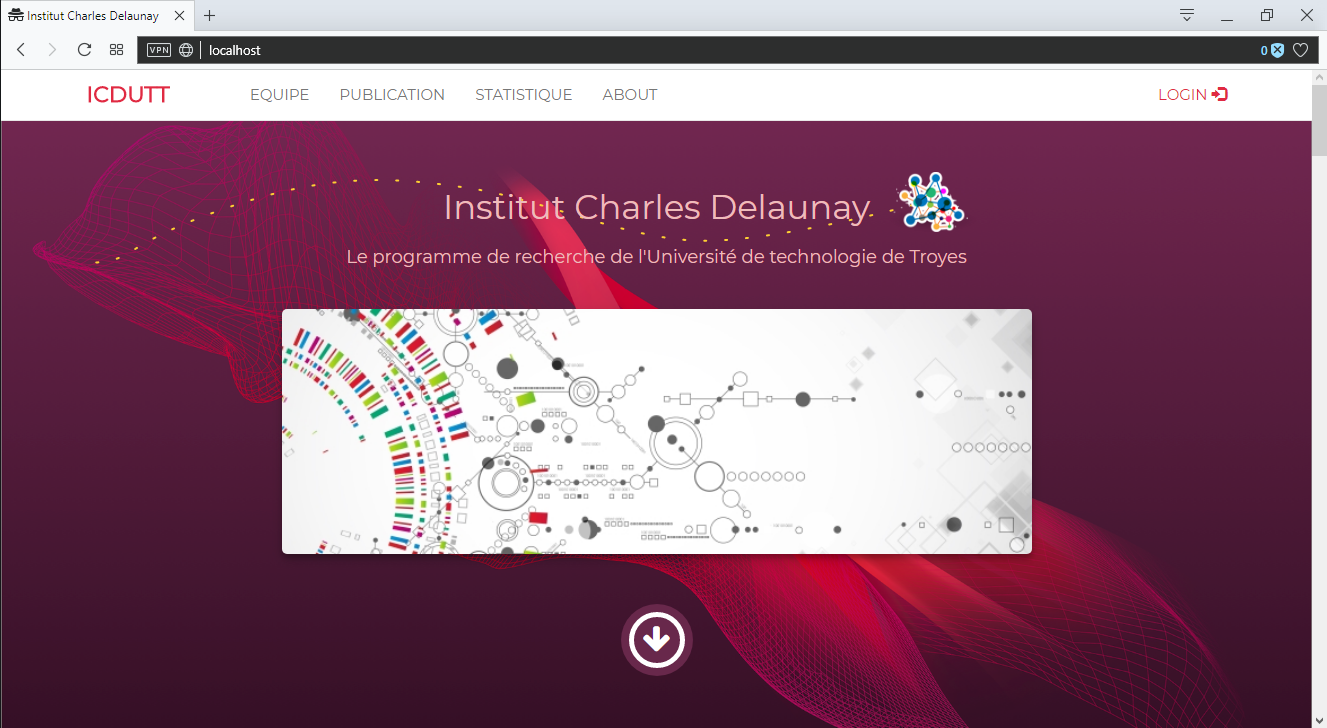 Institut Charles Delaunay
VPN localhost 0
ICDUTT EQUIPE PUBLICATION STATISTIQUE ABOUT LOGIN
Institut Charles Delaunay
Le programme de recherche de l'Université de technologie de Troyes